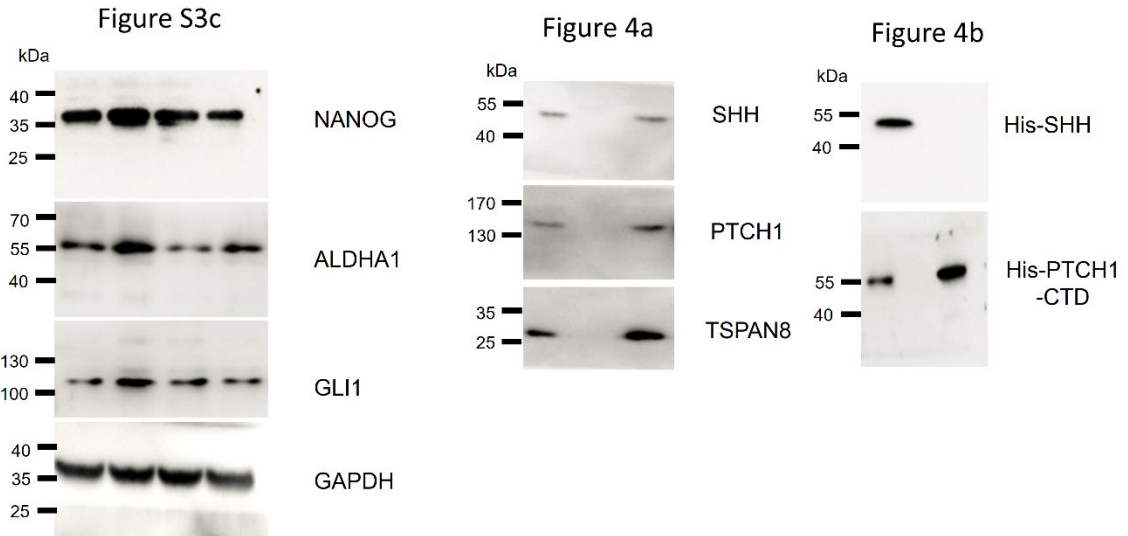 Figure S3c
kDa
40
35
25
NANOG
70
55
40
ALDHA1
130
100
GLI1
40
35
25
GAPDH
Figure 4a
kDa
55
40
SHH
170
130
PTCH1
35
25
TSPAN8
Figure 4b
kDa
55
40
His-SHH
55
40
His-PTCH1
-CTD